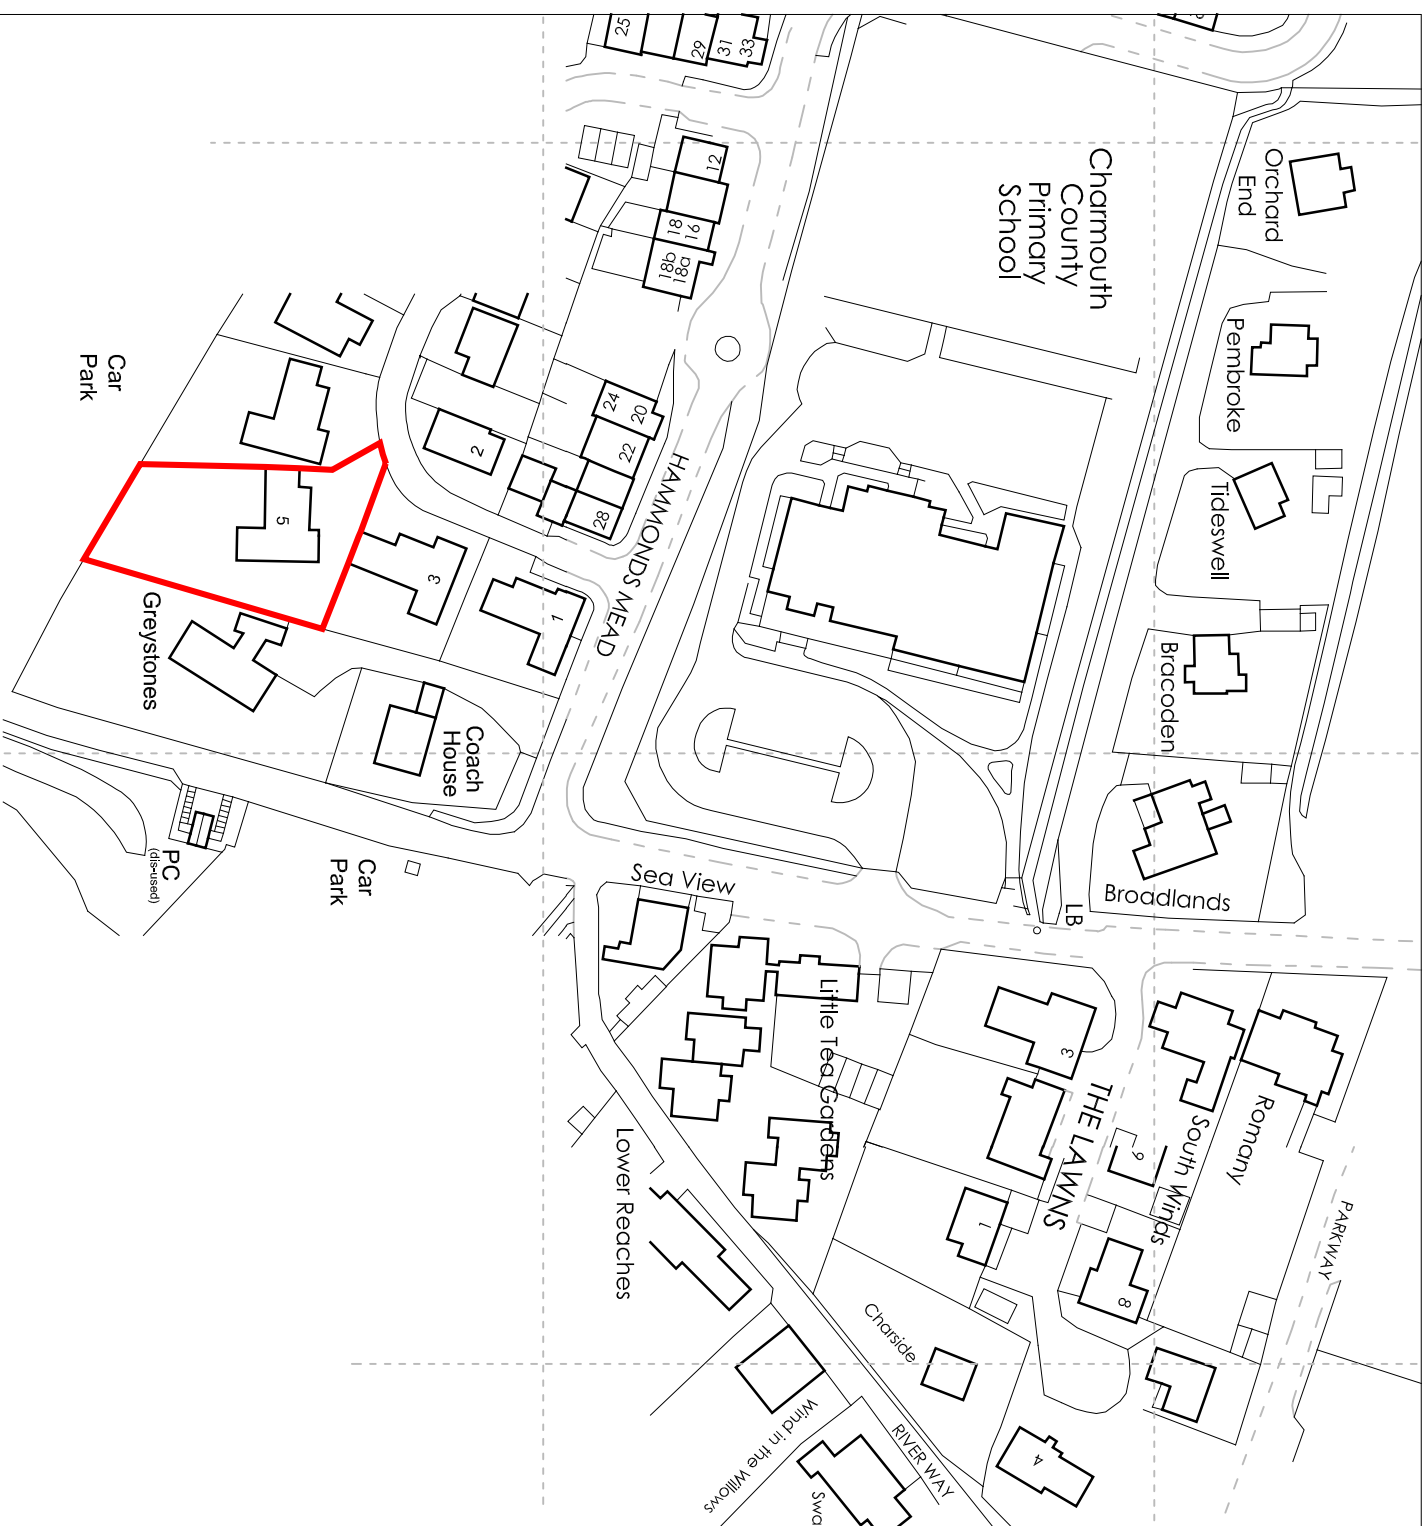 25
29
31
33
12
18
16
18b
18a
Charmouth
County
Primary
School
Orchard
End
Pembroke
Tideswell
Bracoden
Broadlands
LB
Car
Park
24
20
22
28
2
HAMMONDS MEAD
5
3
1
Greystones
Coach
House
PC
(dis-used)
Car
Park
Sea View
Little Tea Gardens
Lower Reaches
3
THE LAWNS
South Winds
Romany
1
8
PARKWAY
Charside
4
RIVER WAY
Wind in the Willows
Swa